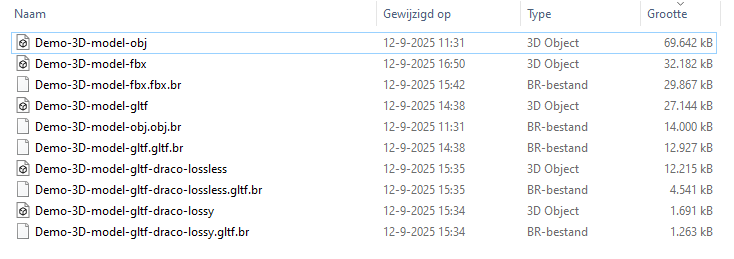 Naam Gewijzigd op Type Grootte
Demo-3D-model-obj 12-9-2025 11:31 3D Object 69.642 kB
Demo-3D-model-fbx 12-9-2025 16:50 3D Object 32.182 kB
Demo-3D-model-fbx.fbx.br 12-9-2025 15:42 BR-bestand 29.867 kB
Demo-3D-model-gltf 12-9-2025 14:38 3D Object 27.144 kB
Demo-3D-model-obj.obj.br 12-9-2025 11:31 BR-bestand 14.000 kB
Demo-3D-model-gltf.gltf.br 12-9-2025 14:38 BR-bestand 12.927 kB
Demo-3D-model-gltf-draco-lossless 12-9-2025 15:35 3D Object 12.215 kB
Demo-3D-model-gltf-draco-lossless.gltf.br 12-9-2025 15:35 BR-bestand 4.541 kB
Demo-3D-model-gltf-draco-lossy 12-9-2025 15:34 3D Object 1.691 kB
Demo-3D-model-gltf-draco-lossy.gltf.br 12-9-2025 15:34 BR-bestand 1.263 kB